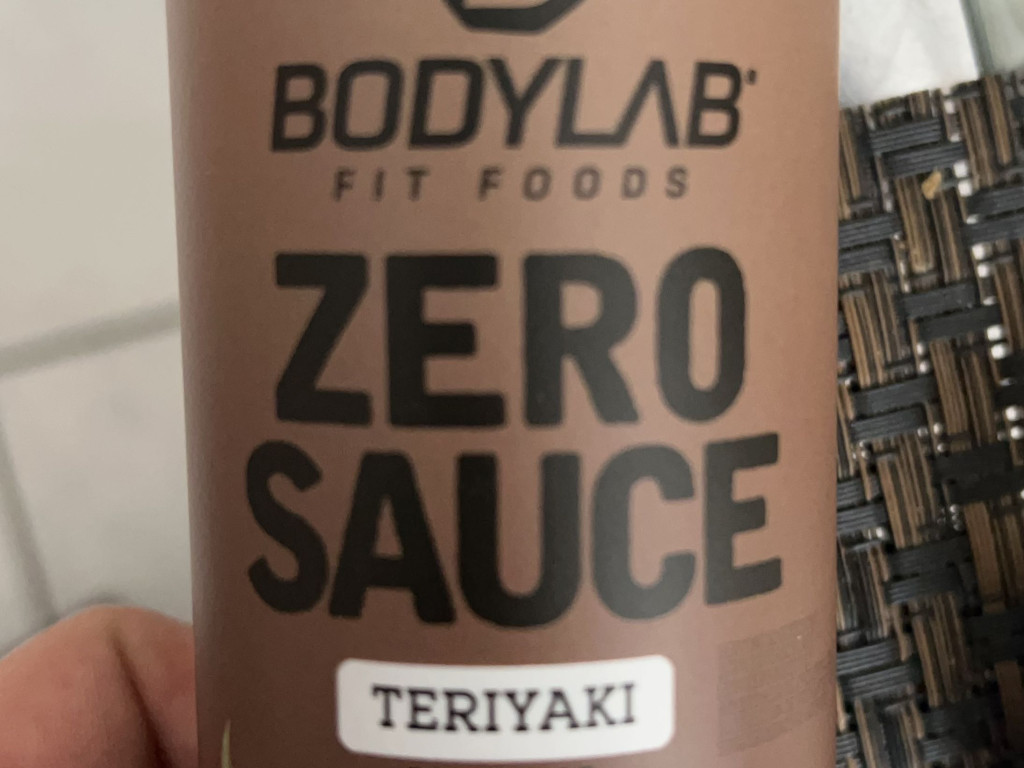 BODYLAB®
FIT FOODS
ZERO
SAUCE
TERIYAKI